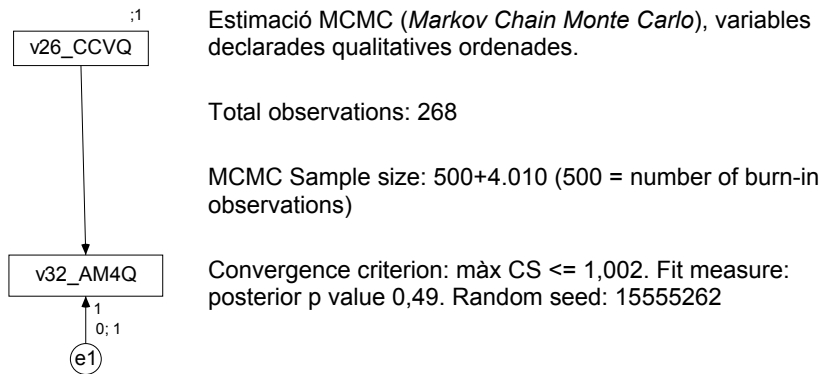 ;1
v26_CCVQ
v32_AM4Q
1
0; 1
e1
Estimació MCMC (Markov Chain Monte Carlo), variables
declarades qualitatives ordenades.
Total observations: 268
MCMC Sample size: 500+4.010 (500 = number of burn-in
observations)
Convergence criterion: màx CS <= 1,002. Fit measure:
posterior p value 0,49. Random seed: 15555262